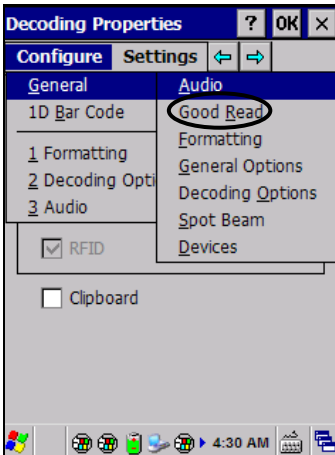 Decoding Properties ? OK ×
Configure Settings
General
1D Bar Code
1 Formatting
2 Decoding Opti
3 Audio
Audio
Good Read
Formatting
General Options
Decoding Options
Spot Beam
Devices
RFID
Clipboard
4:30 AM